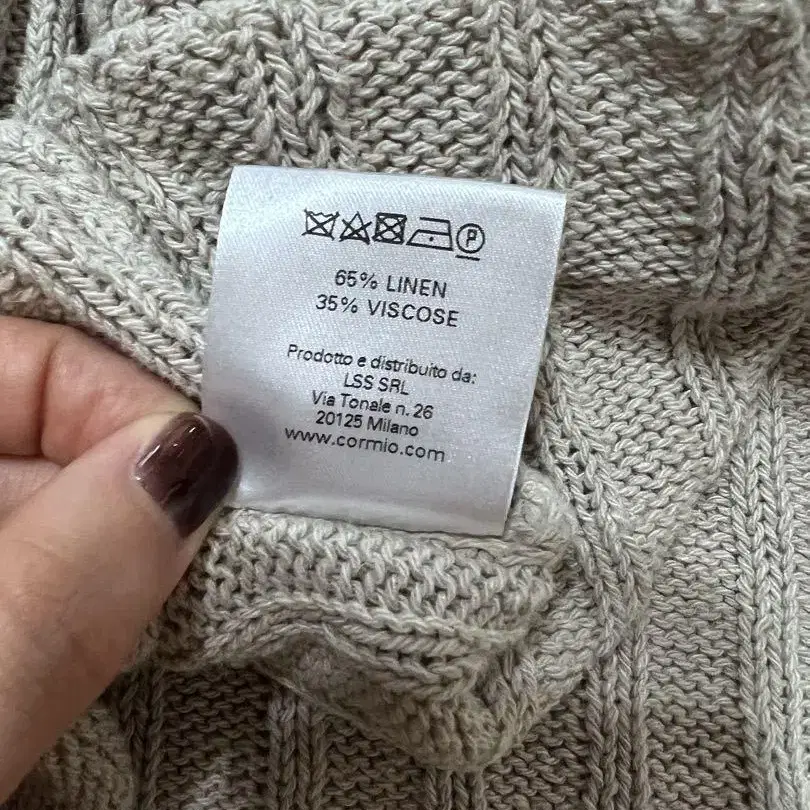 P
65% LINEN
35% VISCOSE
Prodotto e distribuito da:
LSS SRL
Via Tonale n. 26
20125 Milano
www.cormio.com